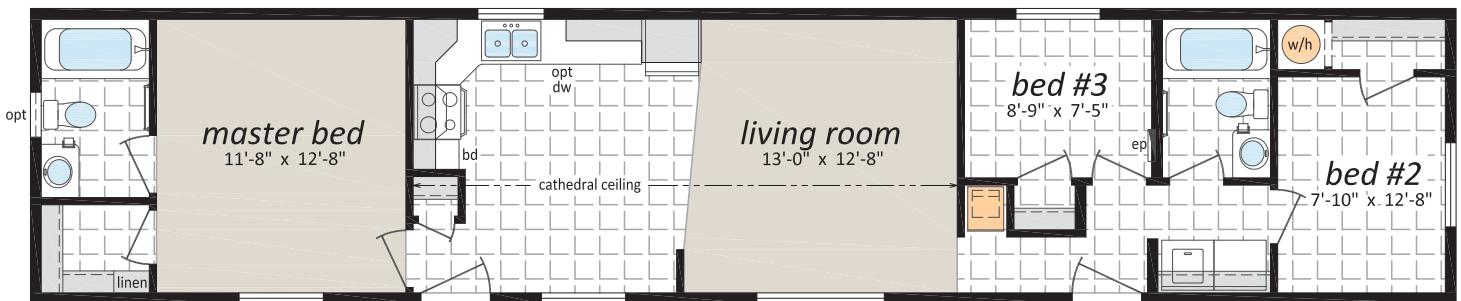 opt
master bed
11'-8" x 12'-8"
linen
opt
dw
bd
cathedral ceiling
living room
13'-0" x 12'-8"
bed #3
8'-9" x 7'-5"
ep
w/h
bed #2
7'-10" x 12'-8"